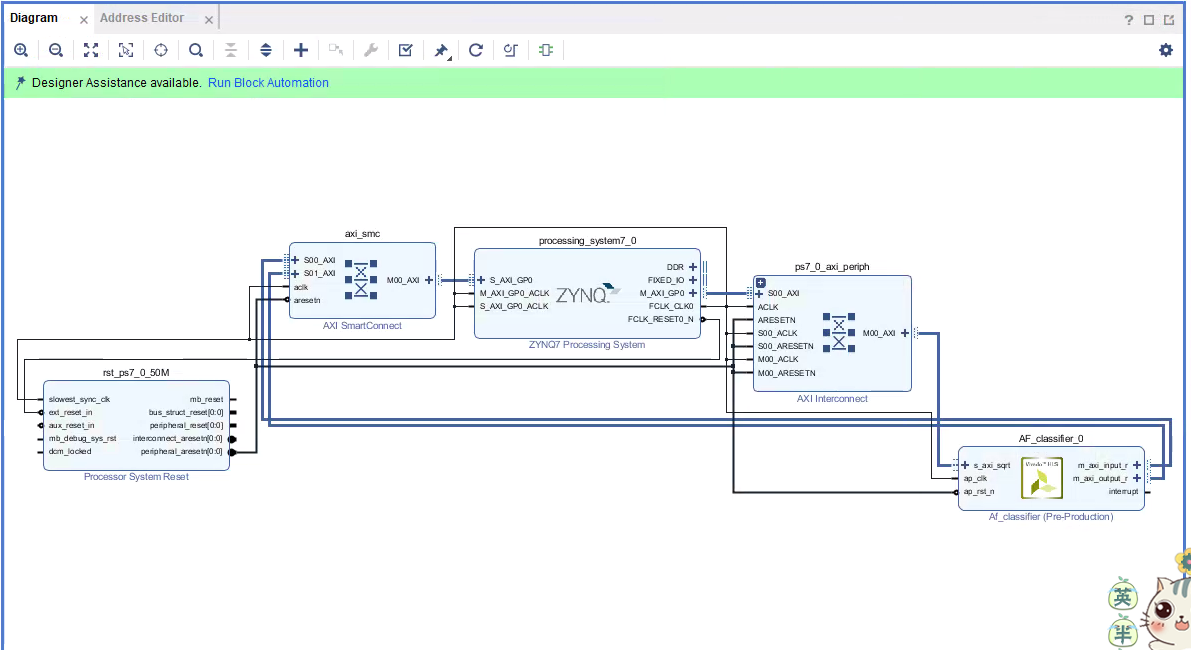 Diagram
Address Editor
Designer Assistance available. Run Block Automation
axi_smc
S00_AXI
S01_AXI
aclk
aresetn
M00_AXI
AXI SmartConnect
processing_system7_0
S_AXI_GP0
M_AXI_GP0_ACLK
S_AXI_GP0_ACLK
ZYNQ
DDR
FIXED_IO
M_AXI_GP0
FCLK_CLK0
FCLK_RESET0_N
ZYNQ7 Processing System
ps7_0_axi_periph
S00_AXI
ACLK
ARESETN
S00_ACLK
S00_ARESETN
M00_ACLK
M00_ARESETN
M00_AXI
AXI Interconnect
rst_ps7_0_50M
slowest_sync_clk
ext_reset_in
aux_reset_in
mb_debug_sys_rst
dcm_locked
mb_reset
bus_struct_reset[0:0]
peripheral_reset[0:0]
interconnect_aresetn[0:0]
peripheral_aresetn[0:0]
Processor System Reset
AF_classifier_0
s_axi_sqrt
ap_clk
ap_rst_n
Vivado™ HLS
m_axi_input_r
m_axi_output_r
interrupt
Af_classifier (Pre-Production)
英
半